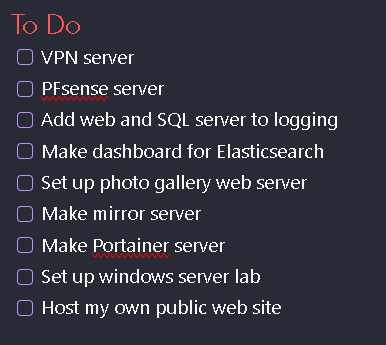 To Do
VPN server
PFsense server
Add web and SQL server to logging
Make dashboard for Elasticsearch
Set up photo gallery web server
Make mirror server
Make Portainer server
Set up windows server lab
Host my own public web site